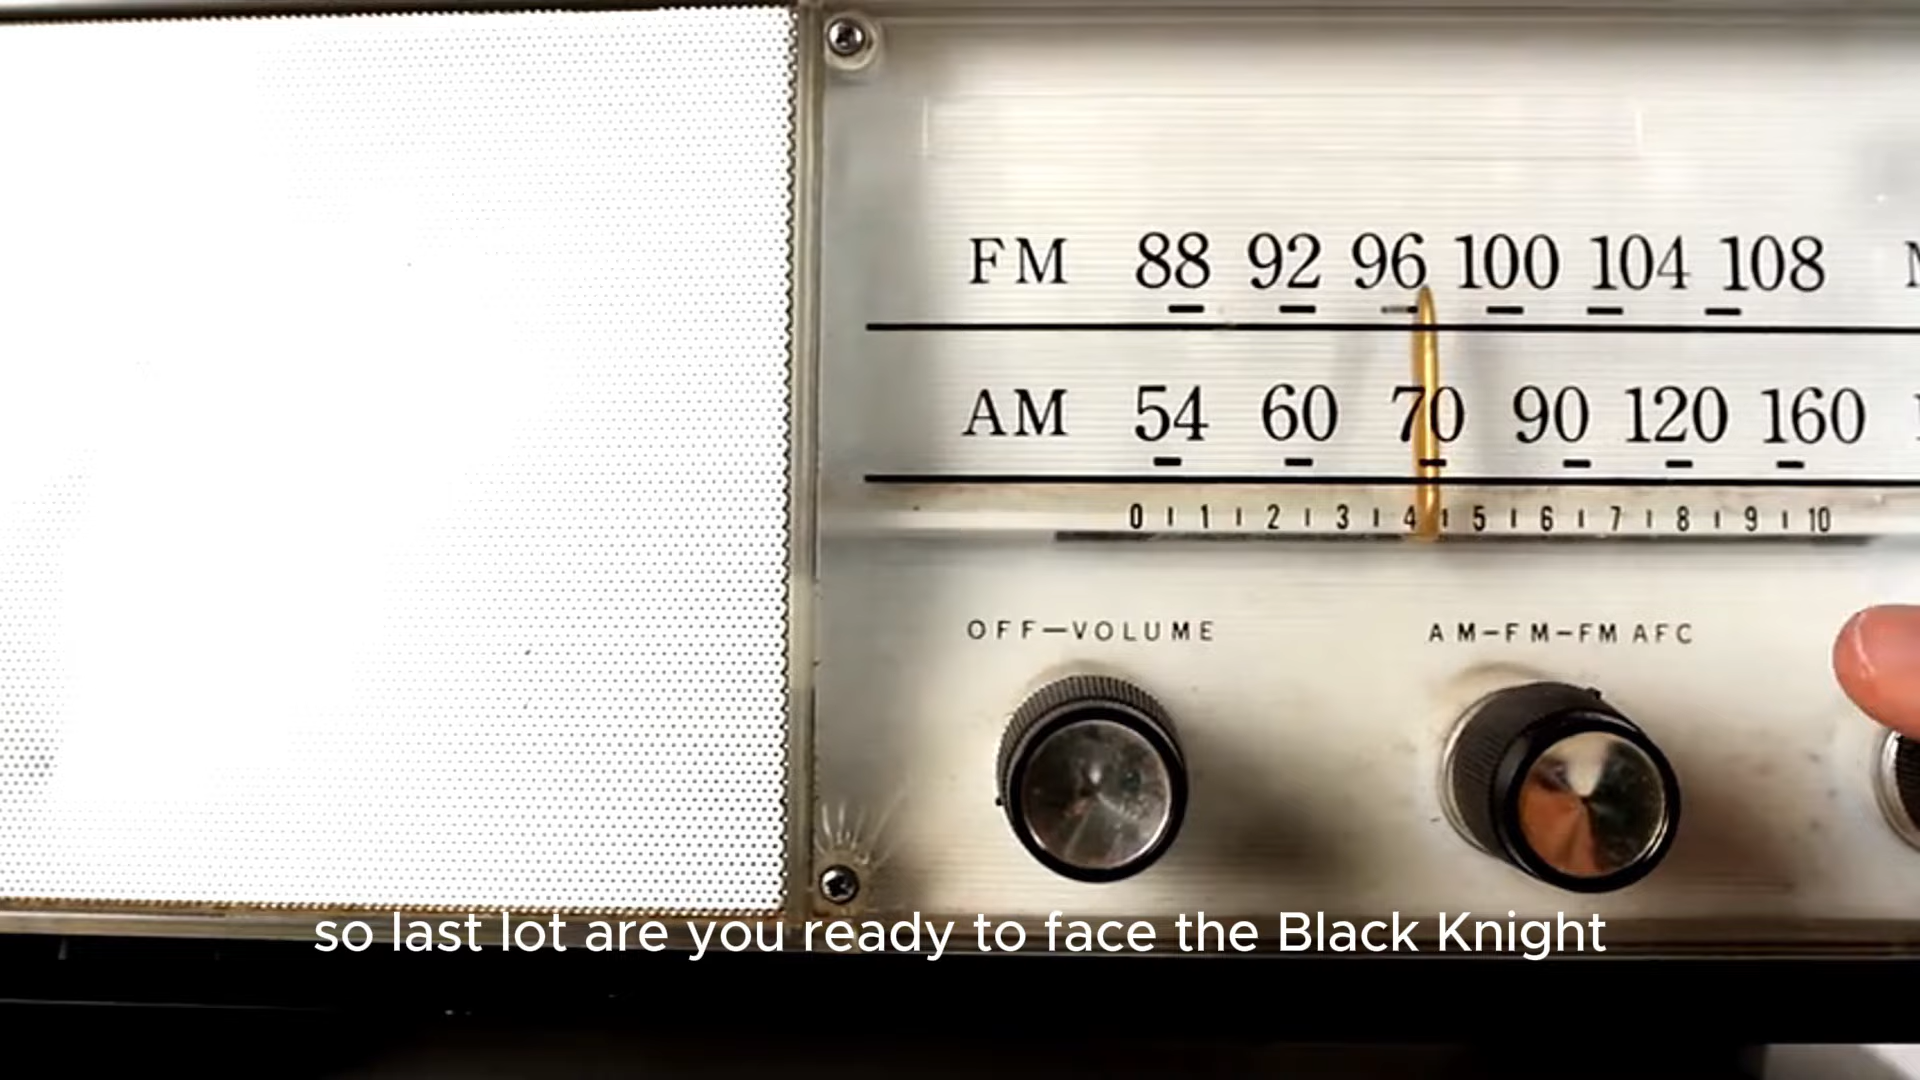 FM 88 92 96 100 104 108
AM 54 60 70 90 120 160
0 1 2 3 4 5 6 7 8 9 10
OFF—VOLUME
AM—FM—FM AFC
so last lot are you ready to face the Black Knight